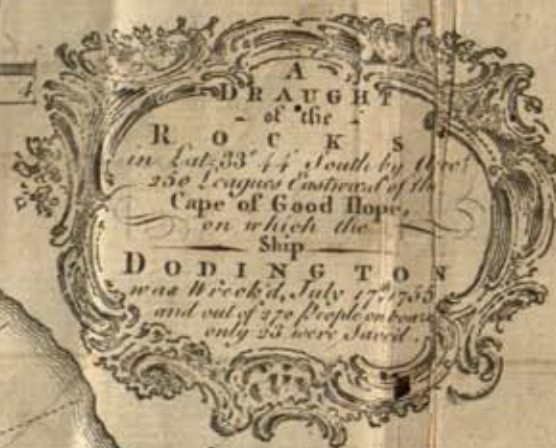 A
DRAUGHT
of the
ROCKS
in Lat. 33° 44' South by Obs.
250 Leagues Eastward of the
Cape of Good Hope,
on which the
Ship
DODINGTON
was Wreck'd, July 17th 1755
and out of 270 People on board
only 23 were Saved.
4